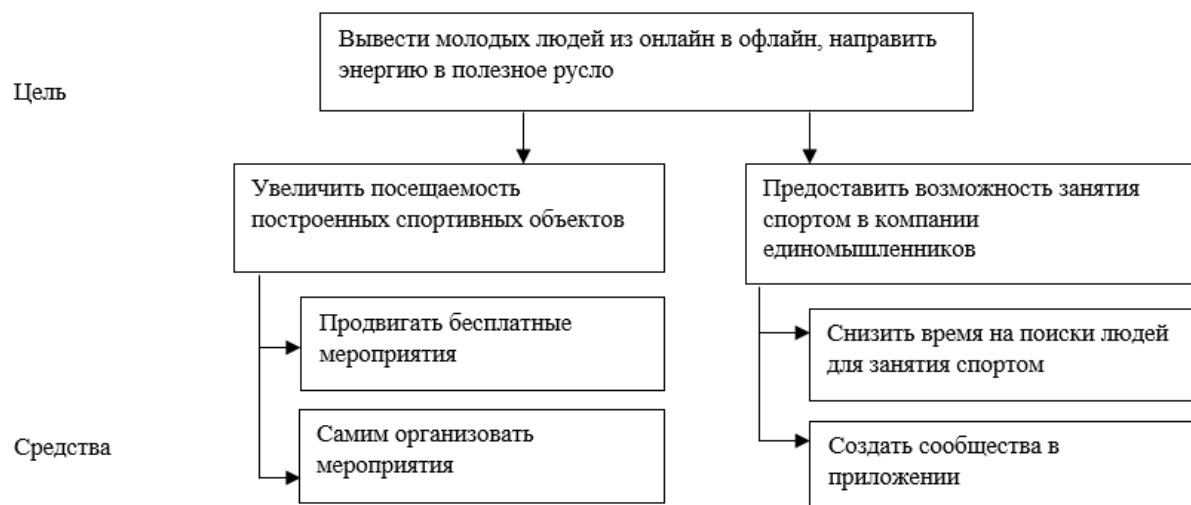 Вывести молодых людей из онлайн в офлайн, направить
энергию в полезное русло
Цель
Увеличить посещаемость
построенных спортивных объектов
Предоставить возможность занятия
спортом в компании
единомышленников
Продвигать бесплатные
мероприятия
Снизить время на поиски людей
для занятия спортом
Средства
Самим организовать
мероприятия
Создать сообщества в
приложении